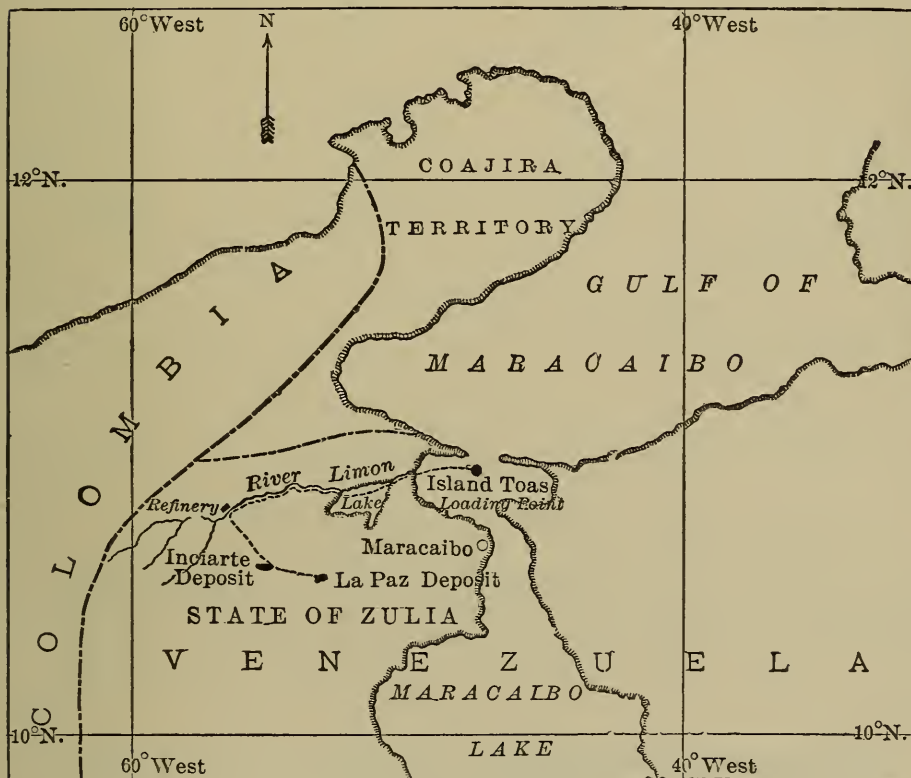 60°West
N
40°West
COAJIRA
12°N.
12°N.
TERRITORY
GULF OF
MARACAIBO
COLOMBIA
River Limon
Island Toas
Refinery
Lake
Loading Point
Maracaibo
Inciarte
Deposit
La Paz Deposit
STATE OF ZULIA
VENEZUELA
MARACAIBO
10°N.
10°N.
LAKE
60°West
40°West